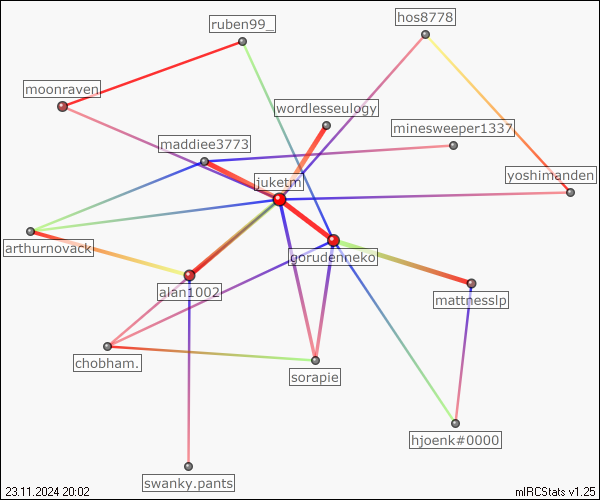 hos8778
ruben99_
moonraven
wordlesseulogy
minesweeper1337
maddiee3773
juketm
yoshimanden
arthurnovack
gorudenneko
alan1002
mattnesslp
chobham.
sorapie
hjoenk#0000
swanky.pants
23.11.2024 20:02
mIRCStats v1.25